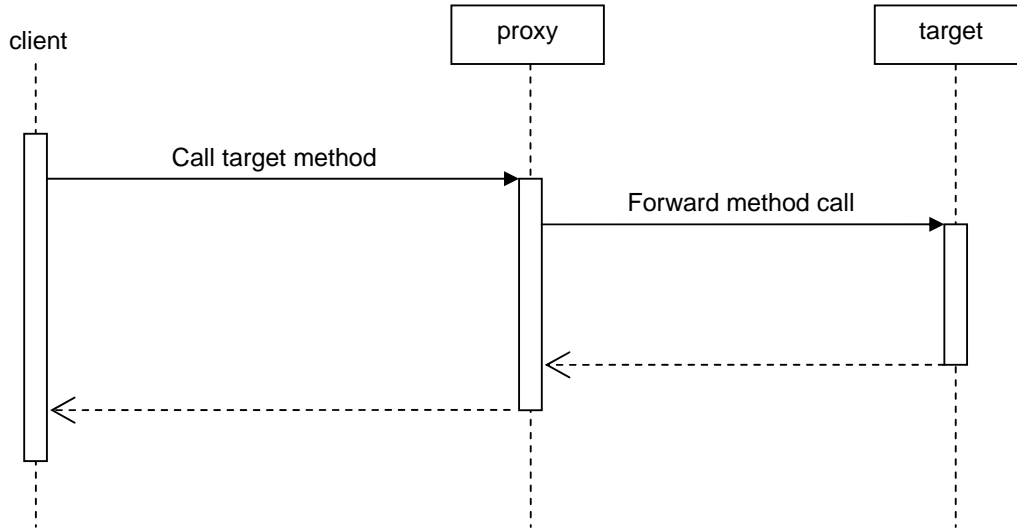 client
proxy
target
Call target method
Forward method call